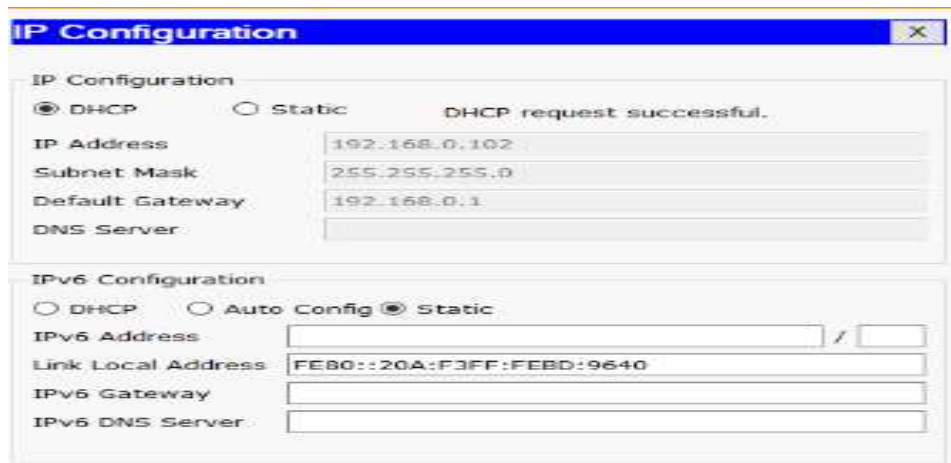 IP Configuration
X
IP Configuration
DHCP Static DHCP request successful.
IP Address 192.168.0.102
Subnet Mask 255.255.255.0
Default Gateway 192.168.0.1
DNS Server
IPv6 Configuration
DHCP Auto Config Static
IPv6 Address /
Link Local Address FE80::20A:F3FF:FEBD:9640
IPv6 Gateway
IPv6 DNS Server